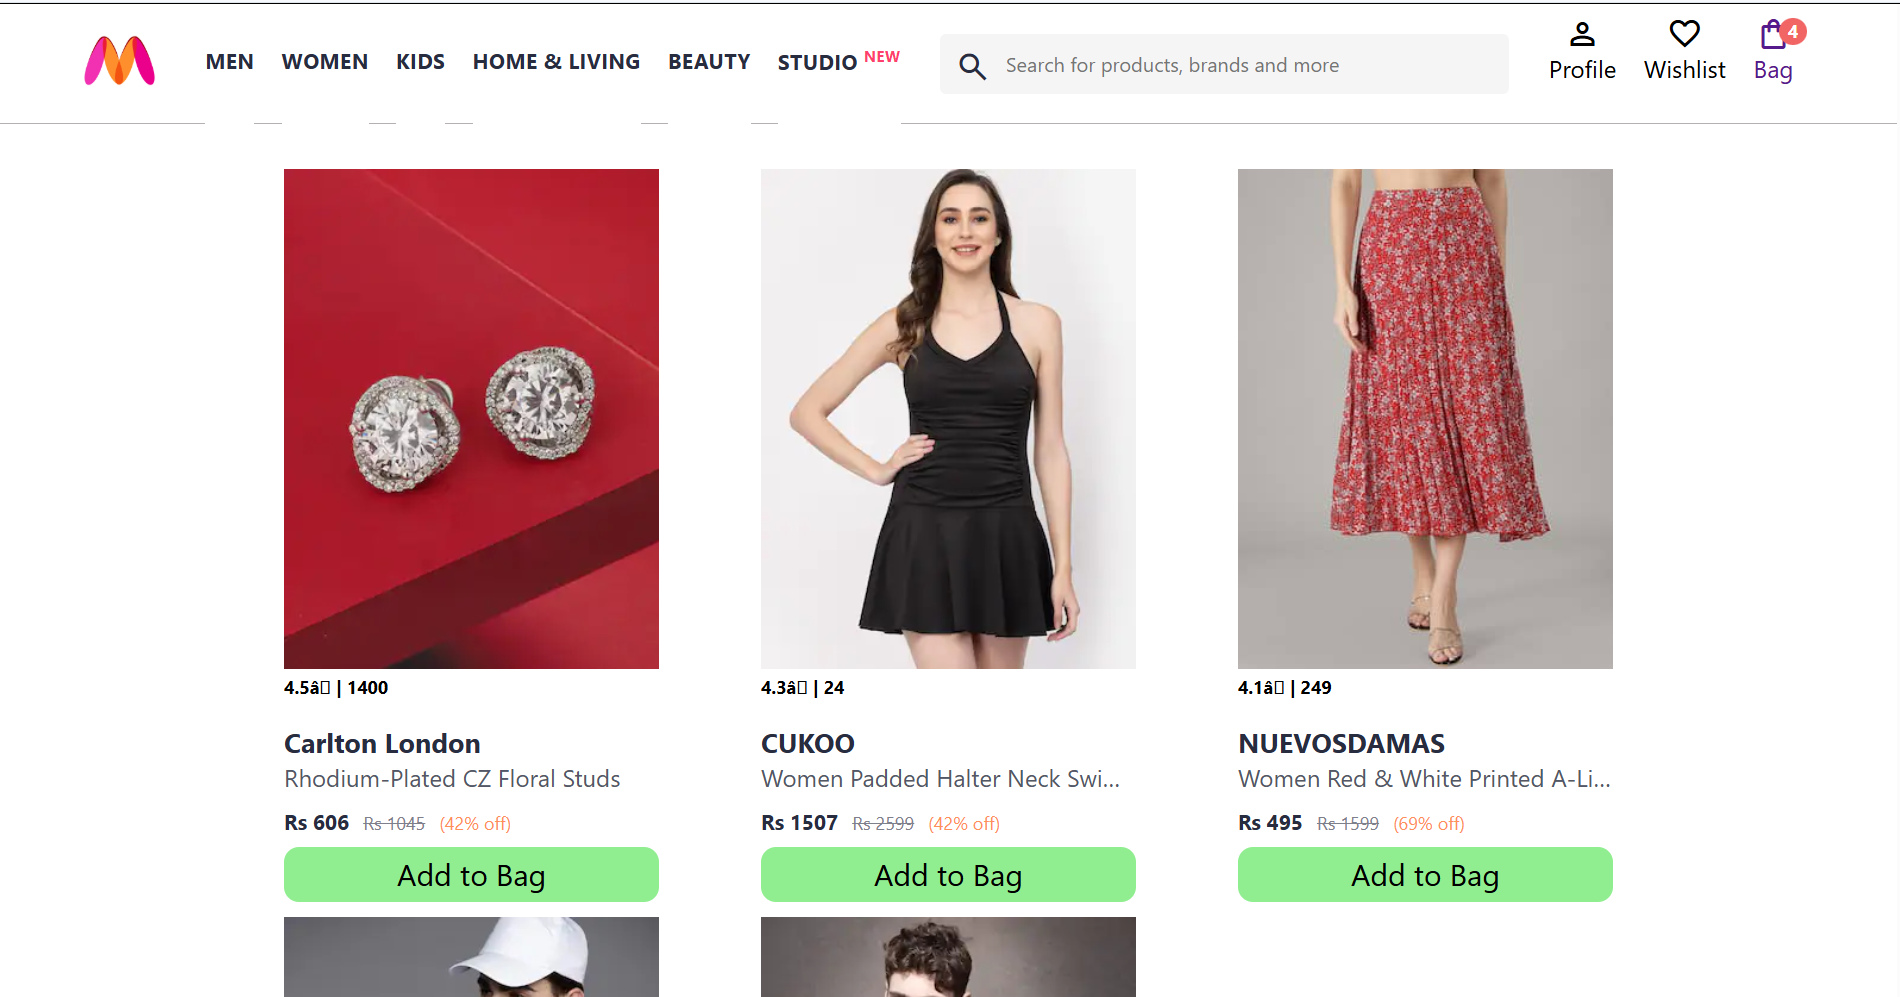 MEN WOMEN KIDS HOME & LIVING BEAUTY STUDIO NEW
Search for products, brands and more
4
Profile Wishlist Bag
4.5â▯ | 1400
4.3â▯ | 24
4.1â▯ | 249
Carlton London
CUKOO
NUEVOSDAMAS
Rhodium-Plated CZ Floral Studs
Women Padded Halter Neck Swi...
Women Red & White Printed A-Li...
Rs 606 Rs 1045 (42% off)
Rs 1507 Rs 2599 (42% off)
Rs 495 Rs 1599 (69% off)
Add to Bag
Add to Bag
Add to Bag